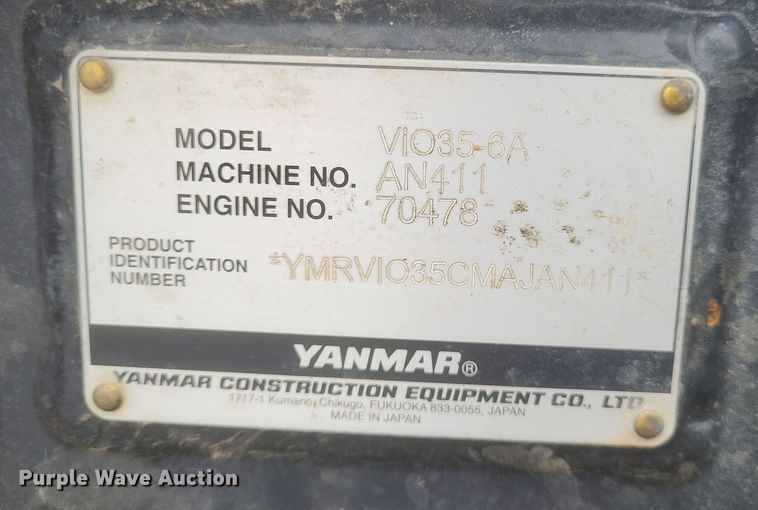 MODEL VIO35-6A
MACHINE NO. AN411
ENGINE NO. 70478
PRODUCT
IDENTIFICATION
NUMBER
*YMRVIO35CMAJAN411*
YANMAR®
YANMAR CONSTRUCTION EQUIPMENT CO., LTD.
1717-1 Kumano, Chikugo, FUKUOKA 833-0055, JAPAN
MADE IN JAPAN
Purple Wave Auction